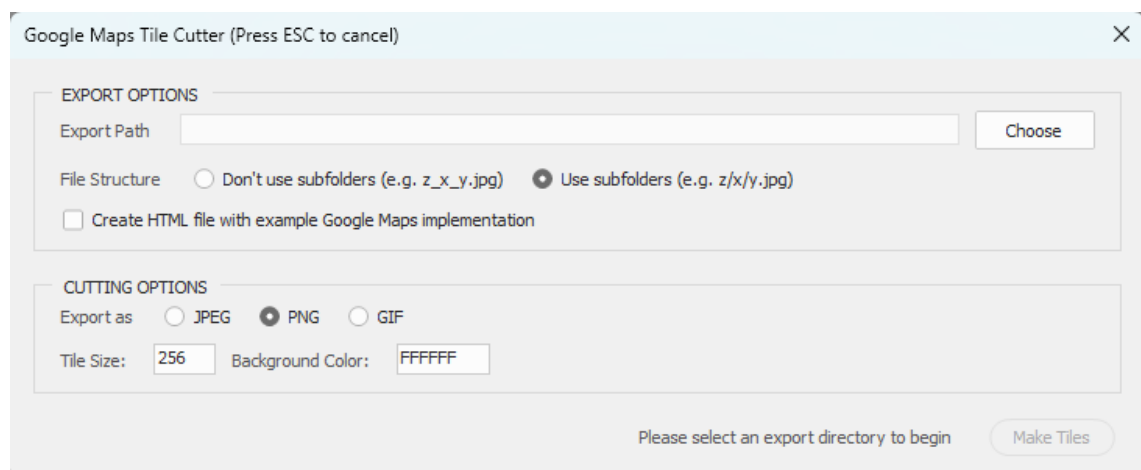 Google Maps Tile Cutter (Press ESC to cancel)
EXPORT OPTIONS
Export Path Choose
File Structure Don't use subfolders (e.g. z_x_y.jpg) Use subfolders (e.g. z/x/y.jpg)
Create HTML file with example Google Maps implementation
CUTTING OPTIONS
Export as JPEG PNG GIF
Tile Size: 256 Background Color: FFFFFF
Please select an export directory to begin Make Tiles